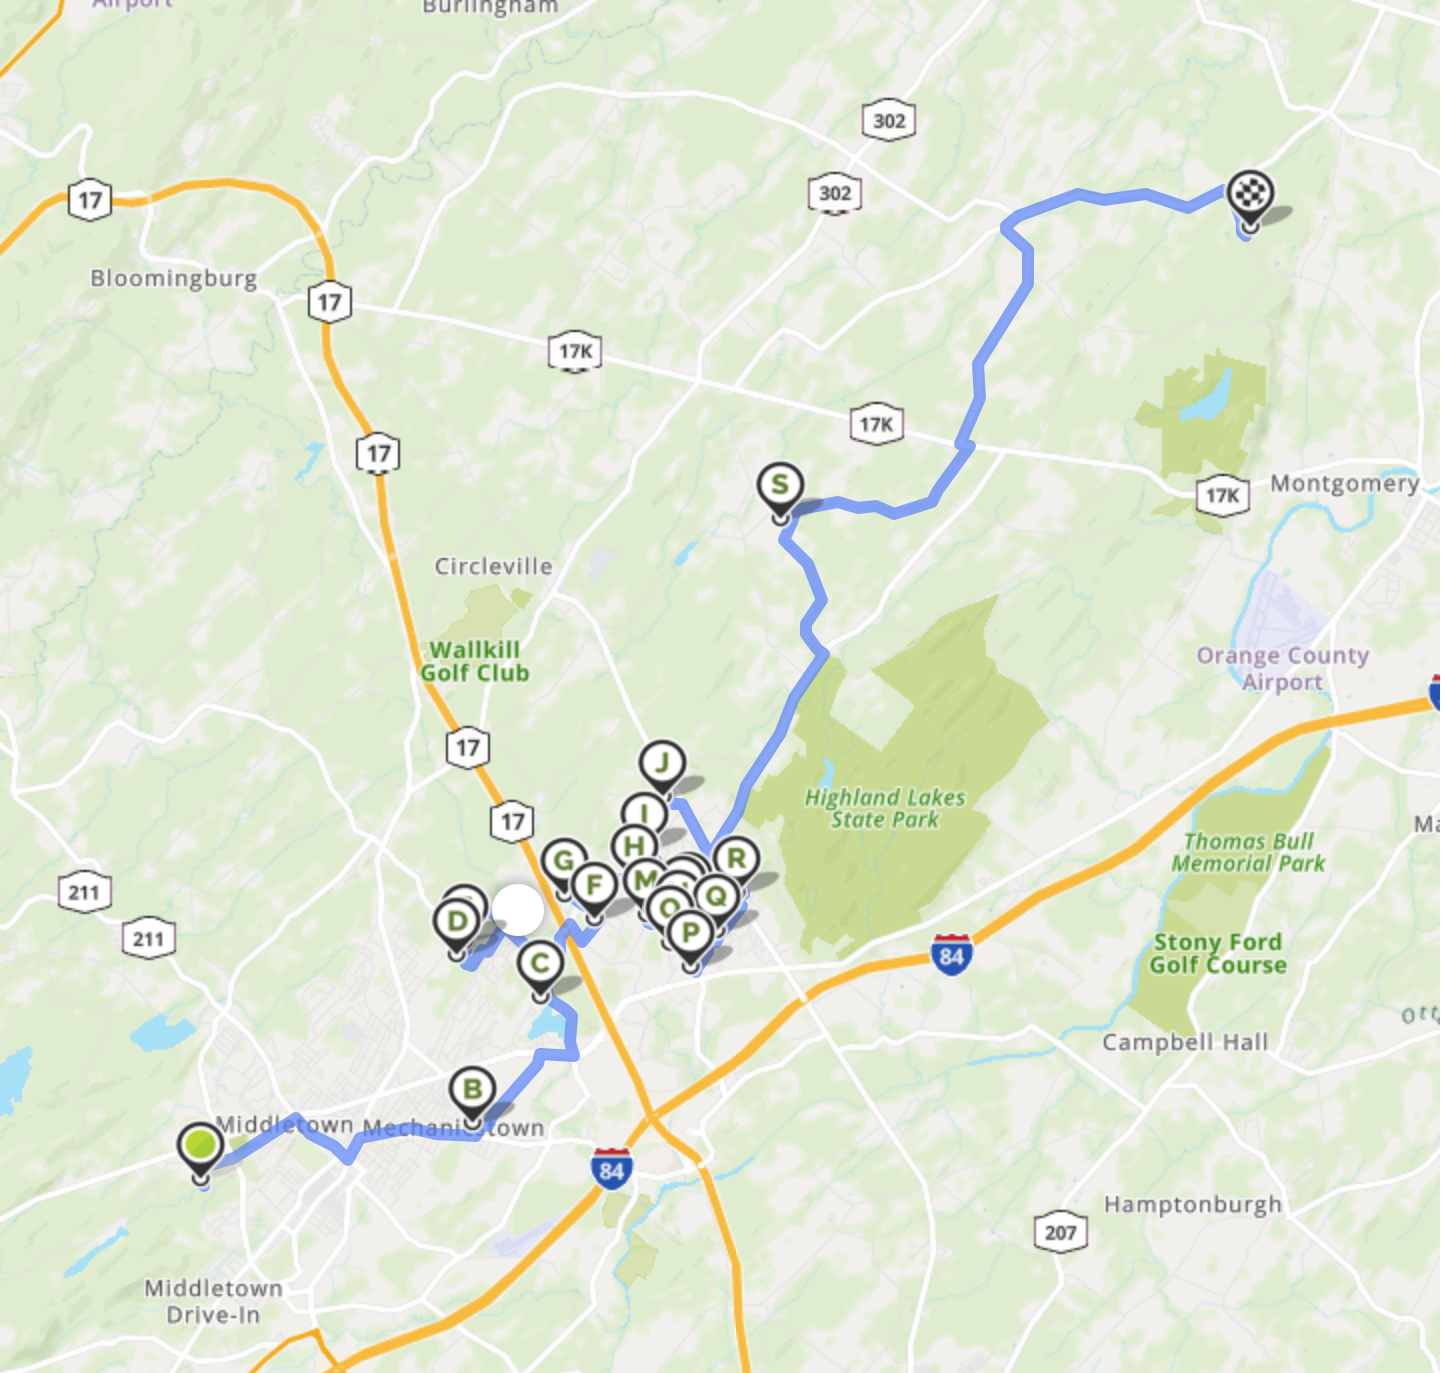 Airport
Burlingham
302
302
17
Bloomingburg
17
17K
17K
17
S
17K
Montgomery
Circleville
Wallkill
Golf Club
Orange County
Airport
17
J
Highland Lakes
State Park
I
17
H
Thomas Bull
Memorial Park
G
R
F
M
211
Q
O
D
P
211
Stony Ford
Golf Course
84
C
Campbell Hall
B
Middletown
Mechanicstown
84
Hamptonburgh
207
Middletown
Drive-In